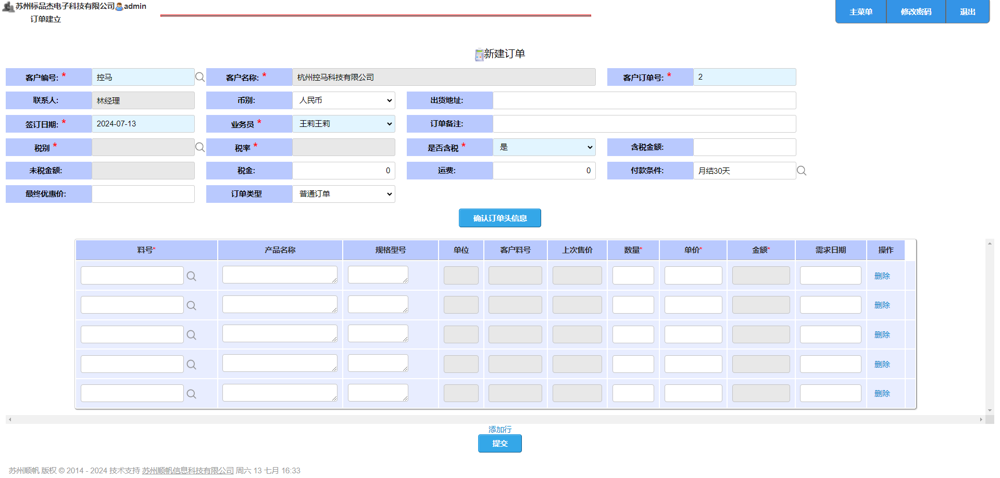 苏州标品杰电子科技有限公司admin
订单建立
主菜单 修改密码 退出
新建订单
客户编号: * 控马 客户名称: * 杭州控马科技有限公司 客户订单号: * 2
联系人: 林经理 币别: 人民币 出货地址:
签订日期: * 2024-07-13 业务员 * 王莉王莉 订单备注:
税别 * 税率 * 是否含税 * 是 含税金额:
未税金额: 税金: 0 运费: 0 付款条件: 月结30天
最终优惠价: 订单类型 普通订单
确认订单头信息
料号* 产品名称 规格型号 单位 客户料号 上次售价 数量* 单价* 金额* 需求日期 操作
删除
删除
删除
删除
删除
添加行
提交
苏州顺帆 版权 © 2014 - 2024 技术支持 苏州顺帆信息科技有限公司 周六 13 七月 16:33